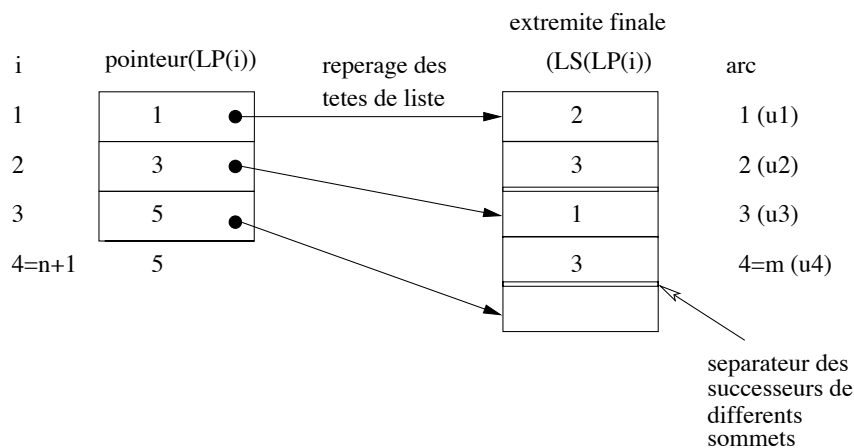 extremite finale
i pointeur(LP(i)) reperage des (LS(LP(i)) arc
tetes de liste
1 1 2 1 (u1)
2 3 3 2 (u2)
3 5 1 3 (u3)
4=n+1 5 3 4=m (u4)
separateur des
successeurs de
differents
sommets